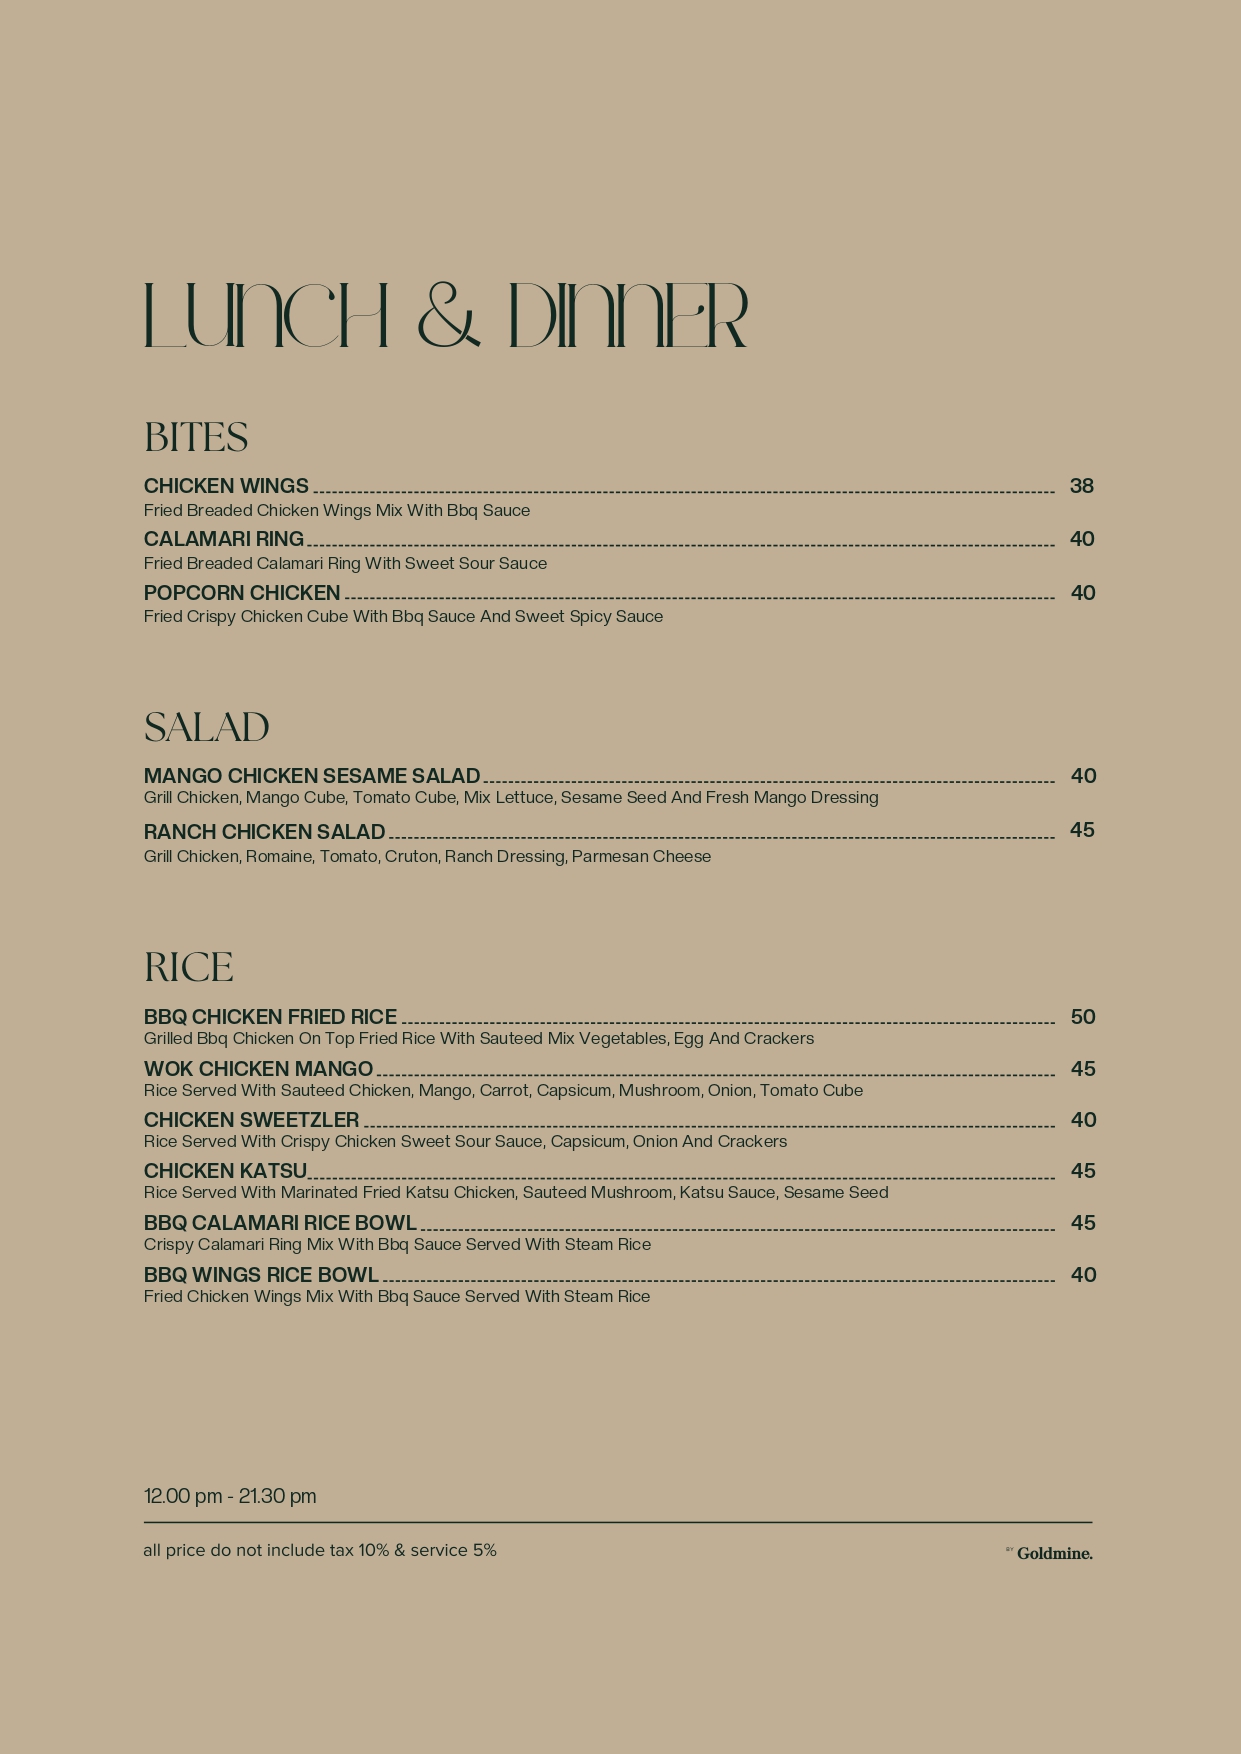 LUNCH & DINNER
BITES
CHICKEN WINGS 38
Fried Breaded Chicken Wings Mix With Bbq Sauce
CALAMARI RING 40
Fried Breaded Calamari Ring With Sweet Sour Sauce
POPCORN CHICKEN 40
Fried Crispy Chicken Cube With Bbq Sauce And Sweet Spicy Sauce
SALAD
MANGO CHICKEN SESAME SALAD 40
Grill Chicken, Mango Cube, Tomato Cube, Mix Lettuce, Sesame Seed And Fresh Mango Dressing
RANCH CHICKEN SALAD 45
Grill Chicken, Romaine, Tomato, Cruton, Ranch Dressing, Parmesan Cheese
RICE
BBQ CHICKEN FRIED RICE 50
Grilled Bbq Chicken On Top Fried Rice With Sauteed Mix Vegetables, Egg And Crackers
WOK CHICKEN MANGO 45
Rice Served With Sauteed Chicken, Mango, Carrot, Capsicum, Mushroom, Onion, Tomato Cube
CHICKEN SWEETZLER 40
Rice Served With Crispy Chicken Sweet Sour Sauce, Capsicum, Onion And Crackers
CHICKEN KATSU 45
Rice Served With Marinated Fried Katsu Chicken, Sauteed Mushroom, Katsu Sauce, Sesame Seed
BBQ CALAMARI RICE BOWL 45
Crispy Calamari Ring Mix With Bbq Sauce Served With Steam Rice
BBQ WINGS RICE BOWL 40
Fried Chicken Wings Mix With Bbq Sauce Served With Steam Rice
12.00 pm - 21.30 pm
all price do not include tax 10% & service 5%
BY Goldmine.